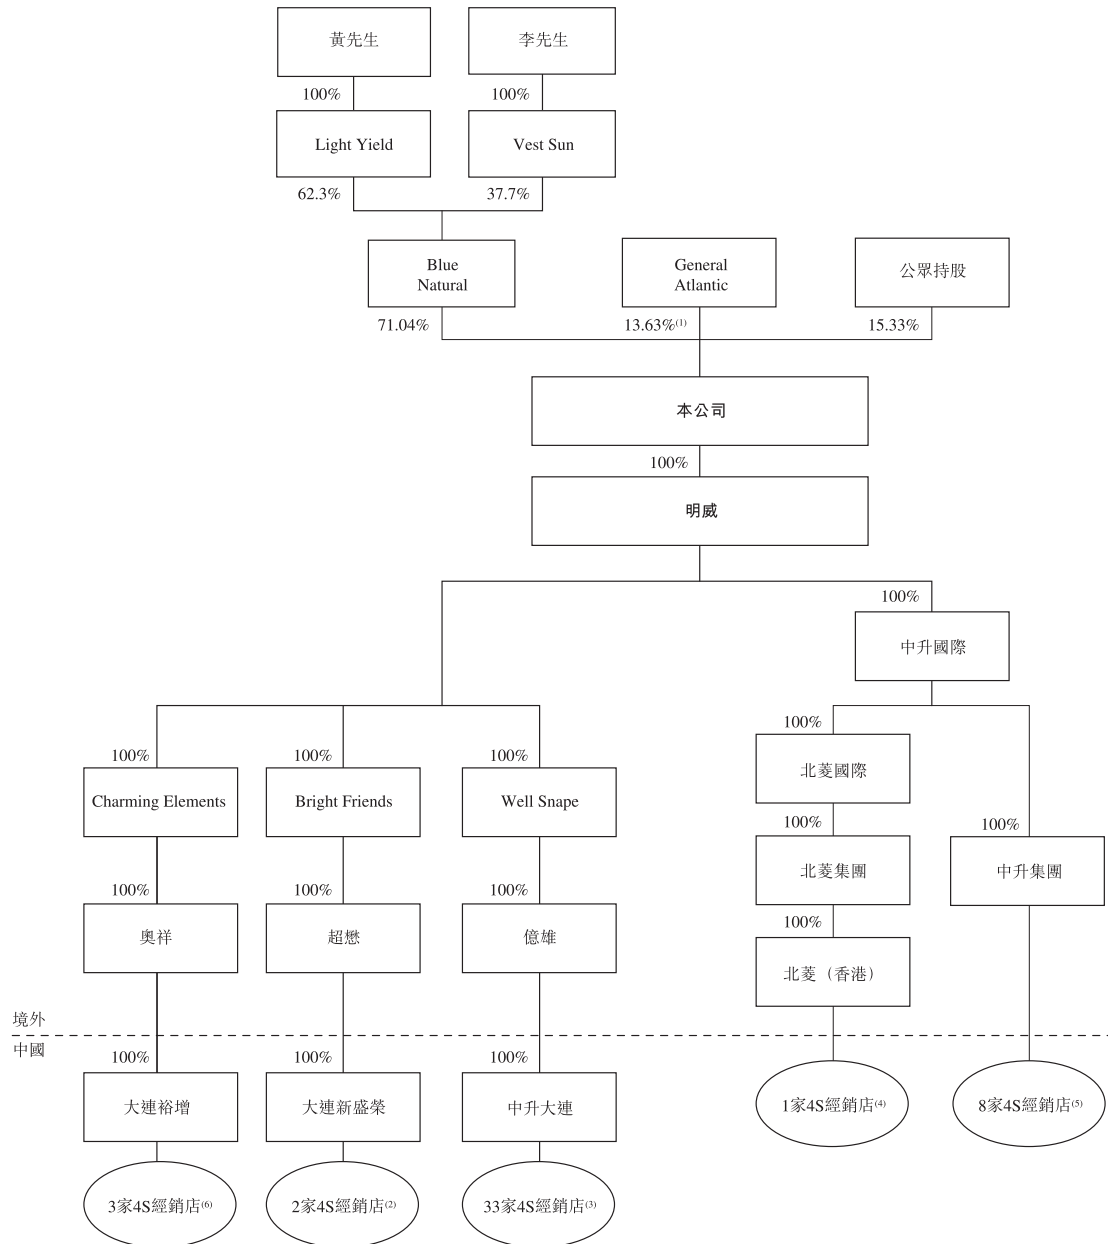 黃先生
李先生
100%
100%
Light Yield
Vest Sun
62.3%
37.7%
Blue
Natural
General
Atlantic
公眾持股
71.04%
13.63%(1)
15.33%
本公司
100%
明威
100%
中升國際
100%
100%
100%
100%
Charming Elements
Bright Friends
Well Snape
北菱國際
100%
100%
北菱集團
中升集團
100%
100%
100%
100%
奧祥
超懋
億雄
北菱（香港）
境外
中國
100%
100%
100%
大連裕增
大連新盛榮
中升大連
1家4S經銷店(4)
8家4S經銷店(5)
3家4S經銷店(6)
2家4S經銷店(2)
33家4S經銷店(3)